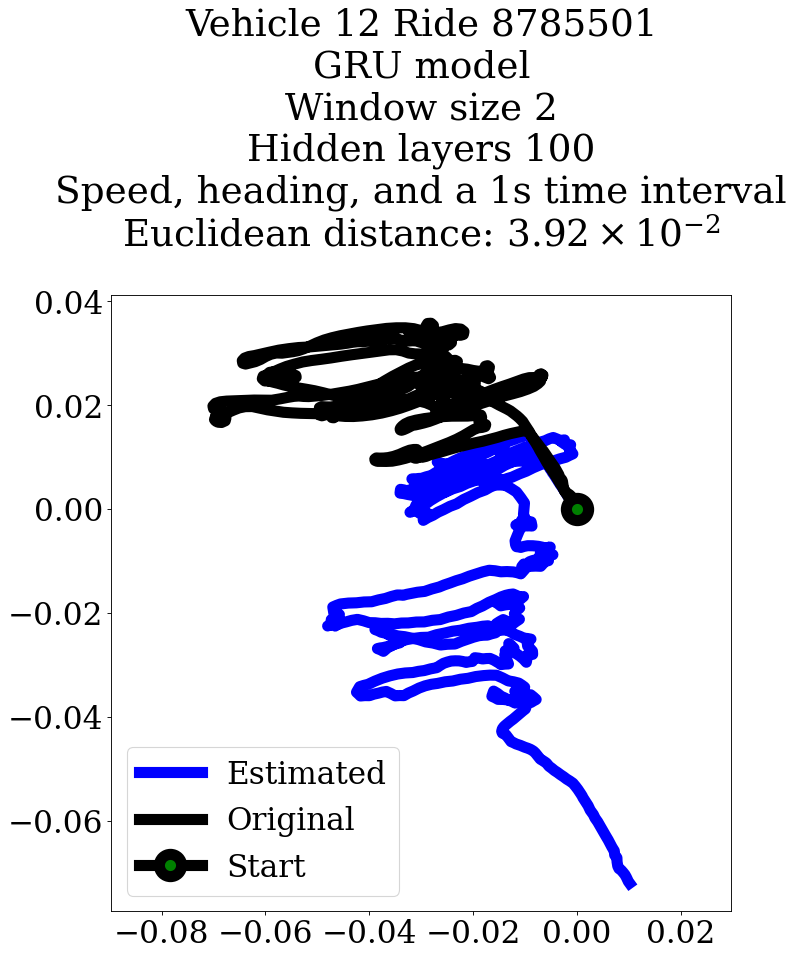 Vehicle 12 Ride 8785501
GRU model
Window size 2
Hidden layers 100
Speed, heading, and a 1s time interval
Euclidean distance: 3.92 × 10⁻²
0.04
0.02
0.00
−0.02
−0.04
−0.06
Estimated
Original
Start
−0.08 −0.06 −0.04 −0.02 0.00 0.02